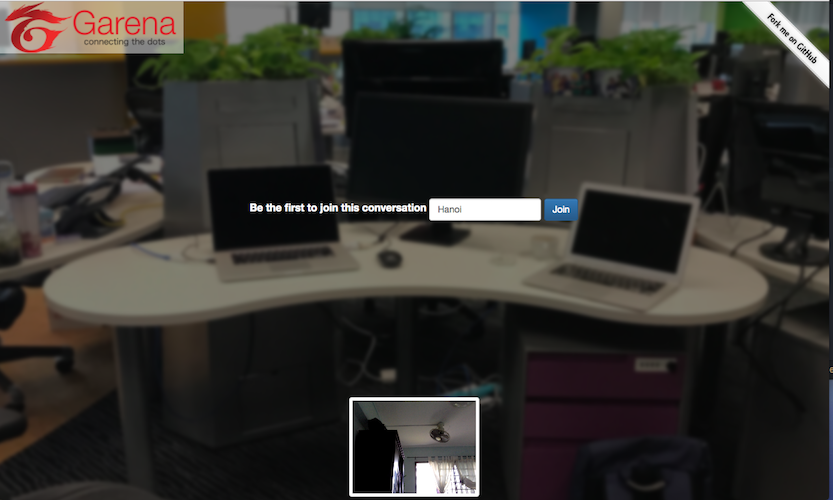 Garena
connecting the dots
Fork me on GitHub
Be the first to join this conversation
Hanoi
Join